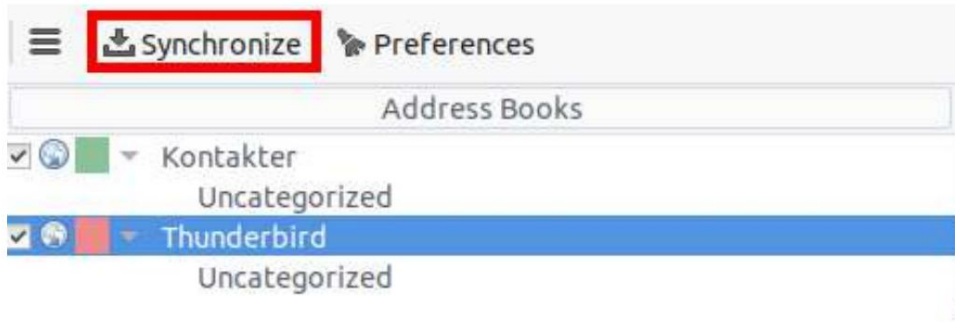 Synchronize Preferences
Address Books
Kontakter
Uncategorized
Thunderbird
Uncategorized